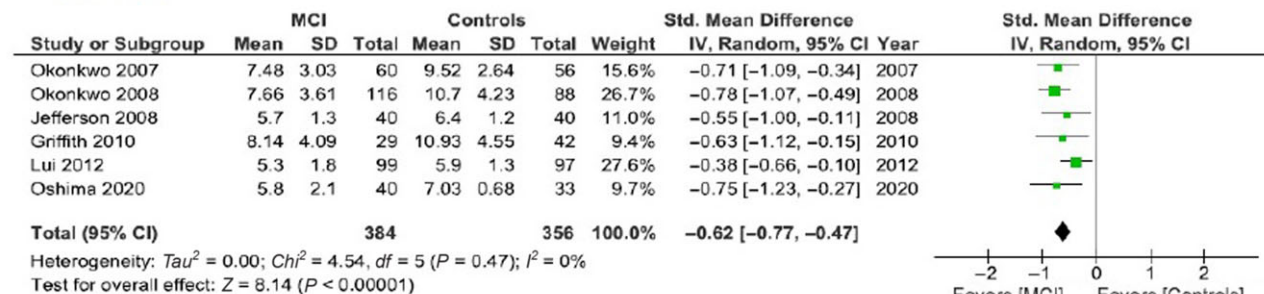 MCI Controls Std. Mean Difference Std. Mean Difference
Study or Subgroup Mean SD Total Mean SD Total Weight IV, Random, 95% CI Year IV, Random, 95% CI
Okonkwo 2007 7.48 3.03 60 9.52 2.64 56 15.6% −0.71 [−1.09, −0.34] 2007
Okonkwo 2008 7.66 3.61 116 10.7 4.23 88 26.7% −0.78 [−1.07, −0.49] 2008
Jefferson 2008 5.7 1.3 40 6.4 1.2 40 11.0% −0.55 [−1.00, −0.11] 2008
Griffith 2010 8.14 4.09 29 10.93 4.55 42 9.4% −0.63 [−1.12, −0.15] 2010
Lui 2012 5.3 1.8 99 5.9 1.3 97 27.6% −0.38 [−0.66, −0.10] 2012
Oshima 2020 5.8 2.1 40 7.03 0.68 33 9.7% −0.75 [−1.23, −0.27] 2020
Total (95% CI) 384 356 100.0% −0.62 [−0.77, −0.47]
Heterogeneity: Tau² = 0.00; Chi² = 4.54, df = 5 (P = 0.47); I² = 0%
Test for overall effect: Z = 8.14 (P < 0.00001)
−2 −1 0 1 2
Favors [MCI] Favors [Controls]